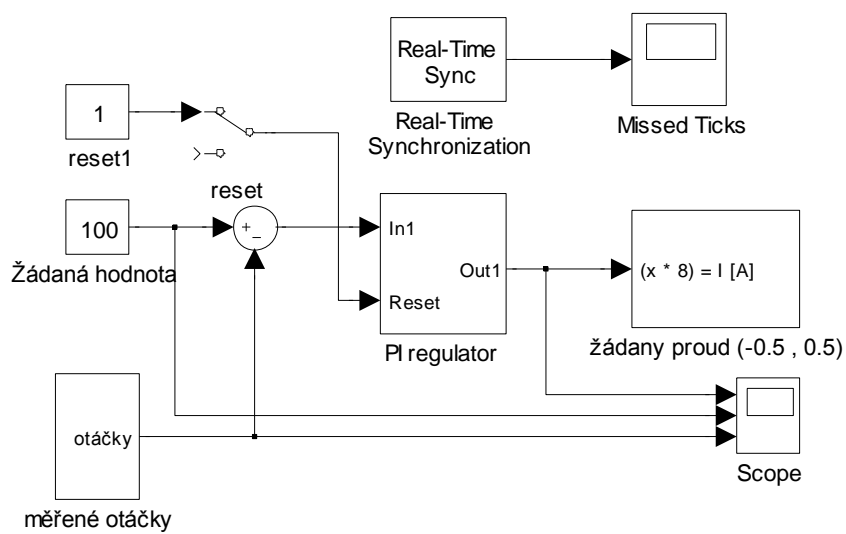 Real-Time
Sync
Real-Time
Synchronization
Missed Ticks
1
reset1
reset
100
Žádaná hodnota
+
_
In1
Reset
Out1
PI regulator
(x * 8) = I [A]
žádany proud (-0.5 , 0.5)
otáčky
měřené otáčky
Scope